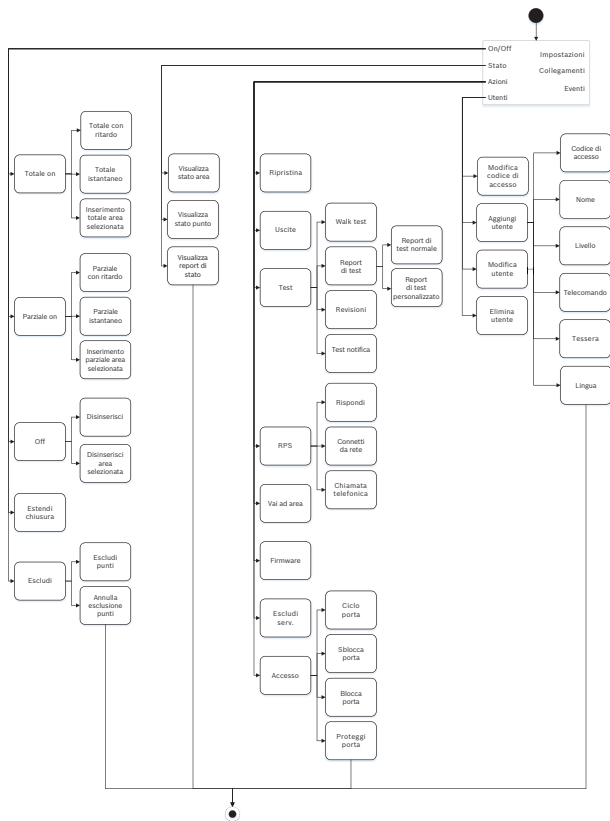 On/Off
Stato
Azioni
Utenti
Impostazioni
Collegamenti
Eventi
Totale on
Totale con
ritardo
Totale
istantaneo
Inserimento
totale area
selezionata
Parziale on
Parziale
con ritardo
Parziale
istantaneo
Inserimento
parziale area
selezionata
Off
Disinserisci
Disinserisci
area
selezionata
Estendi
chiusura
Escludi
Escludi
punti
Annulla
esclusione
punti
Visualizza
stato area
Visualizza
stato punto
Visualizza
report di
stato
Ripristina
Uscite
Test
Walk test
Report
di test
Report di
test normale
Report
di test
personalizzato
Revisioni
Test notifica
RPS
Rispondi
Connetti
da rete
Chiamata
telefonica
Vai ad area
Firmware
Escludi
serv.
Accesso
Ciclo
porta
Sblocca
porta
Blocca
porta
Proteggi
porta
Modifica
codice di
accesso
Aggiungi
utente
Modifica
utente
Elimina
utente
Codice di
accesso
Nome
Livello
Telecomando
Tessera
Lingua